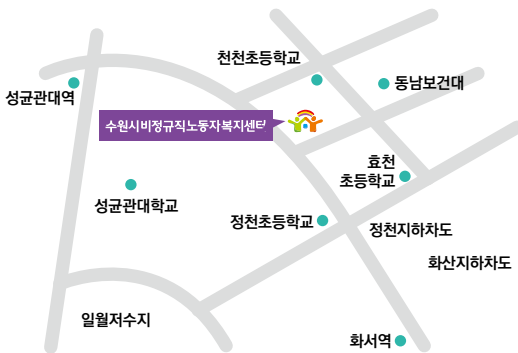 천천초등학교
성균관대역
동남보건대
수원시비정규직노동자복지센터
효천
초등학교
성균관대학교
정천초등학교
정천지하차도
화산지하차도
일월저수지
화서역